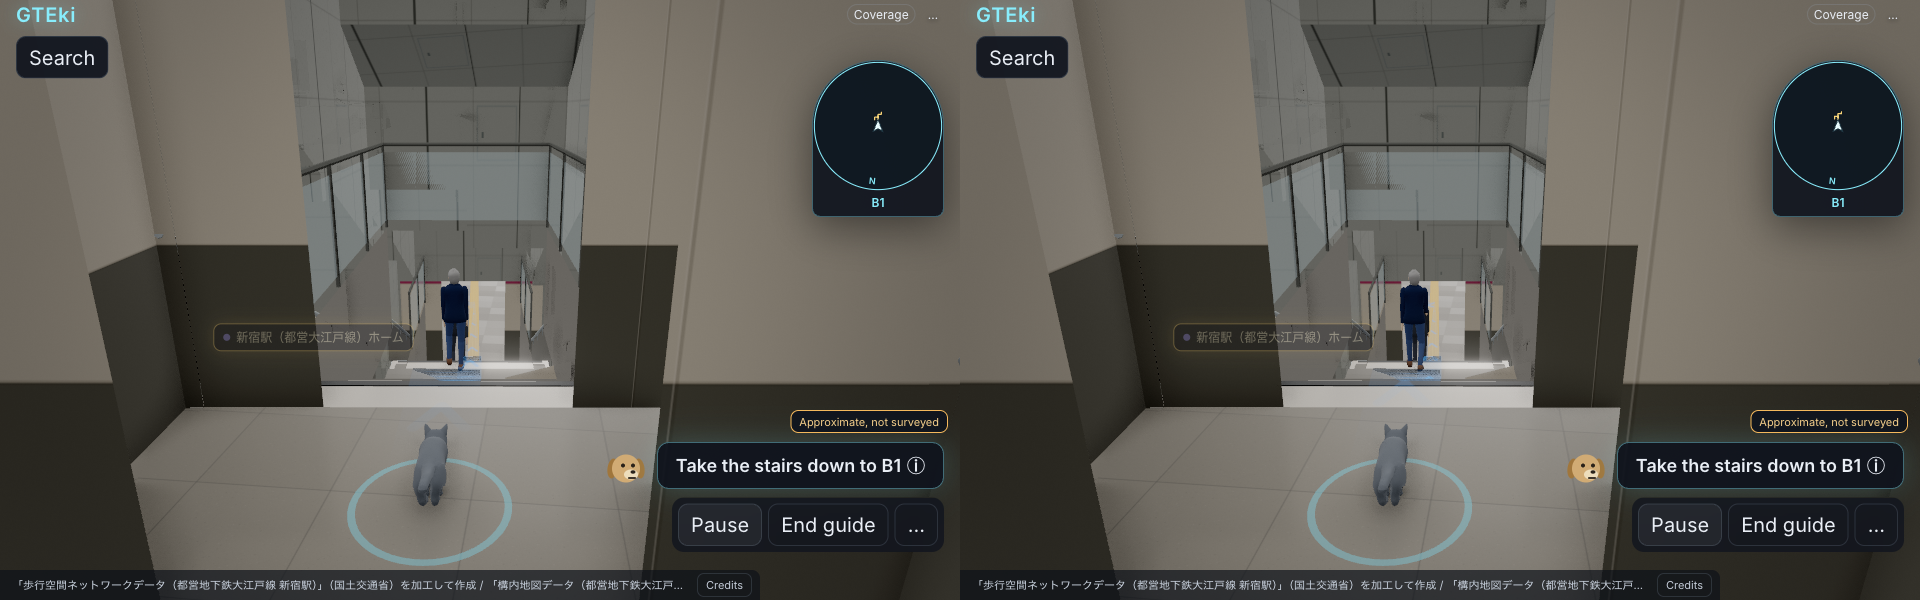 GTEki
Coverage
...
Search
N
B1
新宿駅（都営大江戸線）ホーム
Approximate, not surveyed
Take the stairs down to B1 ⓘ
Pause
End guide
...
「歩行空間ネットワークデータ（都営地下鉄大江戸線 新宿駅）」（国土交通省）を加工して作成 / 「構内地図データ（都営地下鉄大江戸...
Credits
GTEki
Coverage
...
Search
N
B1
新宿駅（都営大江戸線）ホーム
Approximate, not surveyed
Take the stairs down to B1 ⓘ
Pause
End guide
...
「歩行空間ネットワークデータ（都営地下鉄大江戸線 新宿駅）」（国土交通省）を加工して作成 / 「構内地図データ（都営地下鉄大江戸...
Credits